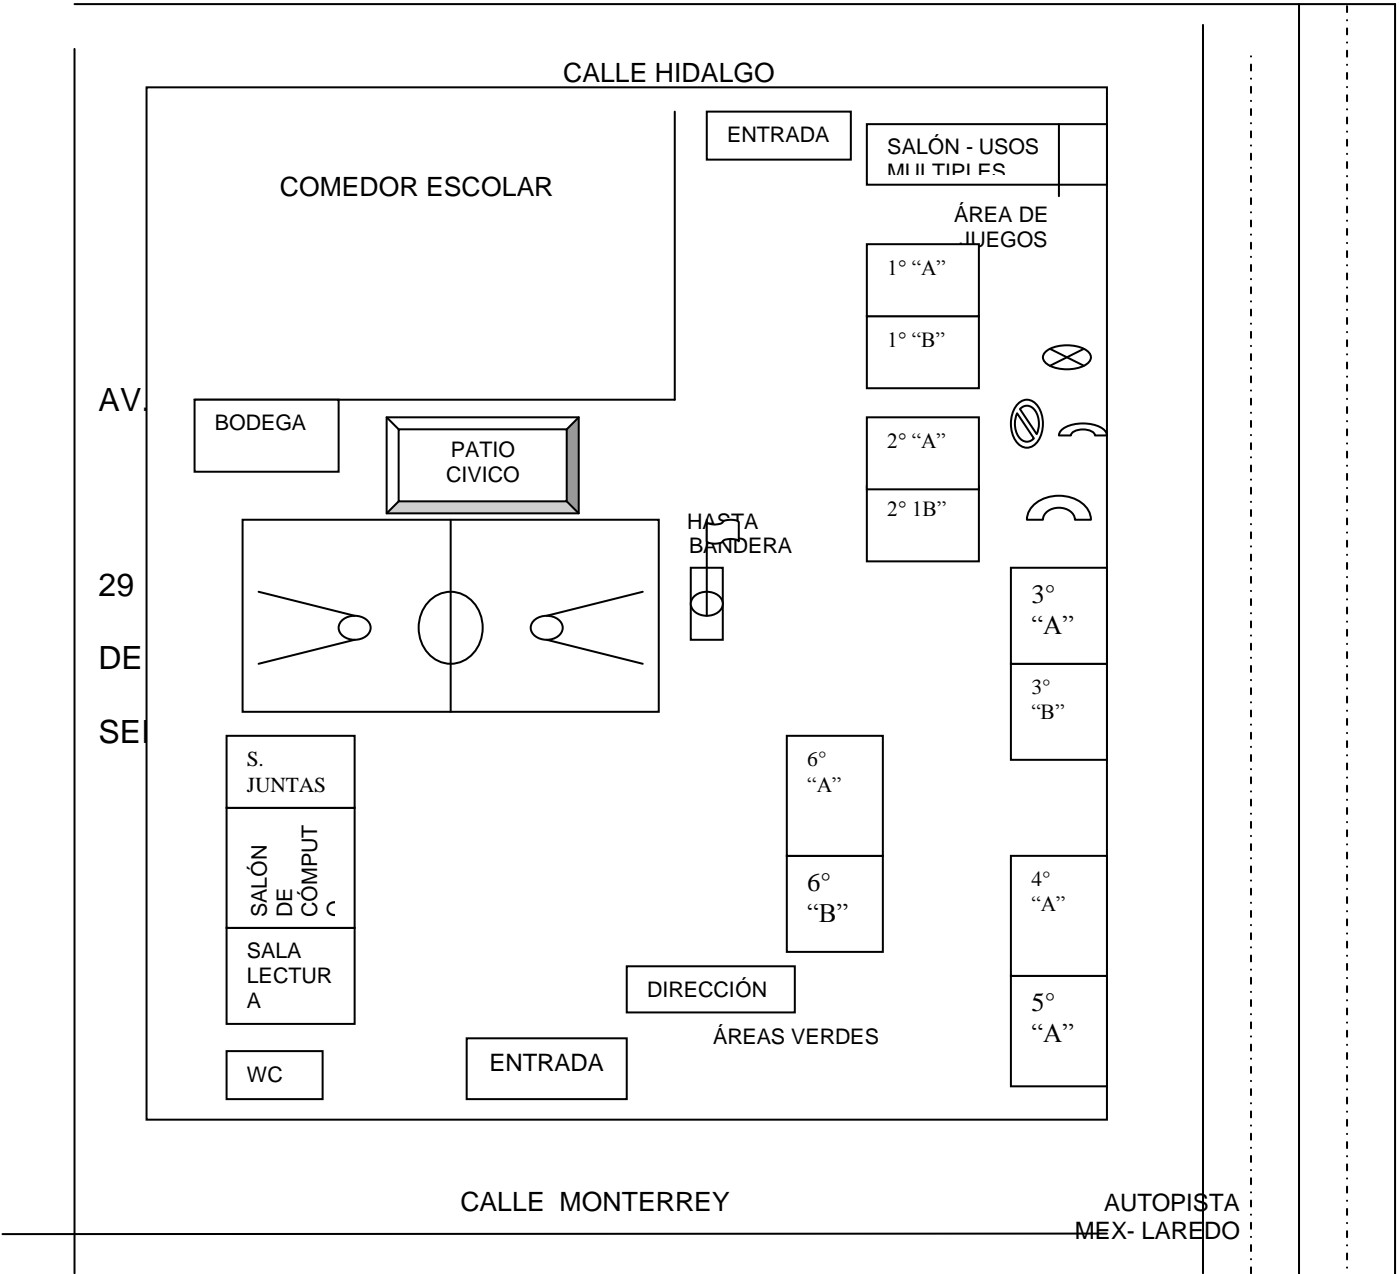 CALLE HIDALGO
ENTRADA
SALÓN - USOS
MULTIPLES
COMEDOR ESCOLAR
ÁREA DE
JUEGOS
1° “A”
1° “B”
AV.
BODEGA
PATIO
CIVICO
2° “A”
2° 1B”
HASTA
BANDERA
29
3°
“A”
DE
3°
“B”
S.
JUNTAS
6°
“A”
SALÓN
DE
CÓMPUT
6°
“B”
4°
“A”
SALA
LECTUR
A
DIRECCIÓN
5°
“A”
ÁREAS VERDES
ENTRADA
WC
CALLE  MONTERREY
AUTOPISTA
MEX- LAREDO